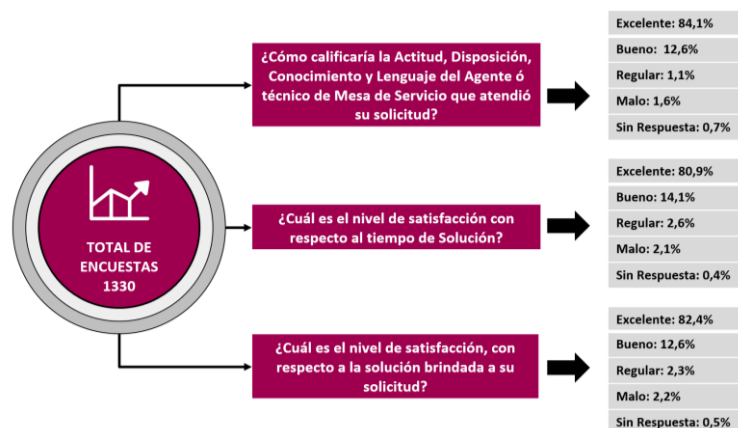 TOTAL DE
ENCUESTAS
1330
¿Cómo calificaría la Actitud, Disposición,
Conocimiento y Lenguaje del Agente ó
técnico de Mesa de Servicio que atendió
su solicitud?
Excelente: 84,1%
Bueno: 12,6%
Regular: 1,1%
Malo: 1,6%
Sin Respuesta: 0,7%
¿Cuál es el nivel de satisfacción con
respecto al tiempo de Solución?
Excelente: 80,9%
Bueno: 14,1%
Regular: 2,6%
Malo: 2,1%
Sin Respuesta: 0,4%
¿Cuál es el nivel de satisfacción, con
respecto a la solución brindada a su
solicitud?
Excelente: 82,4%
Bueno: 12,6%
Regular: 2,3%
Malo: 2,2%
Sin Respuesta: 0,5%